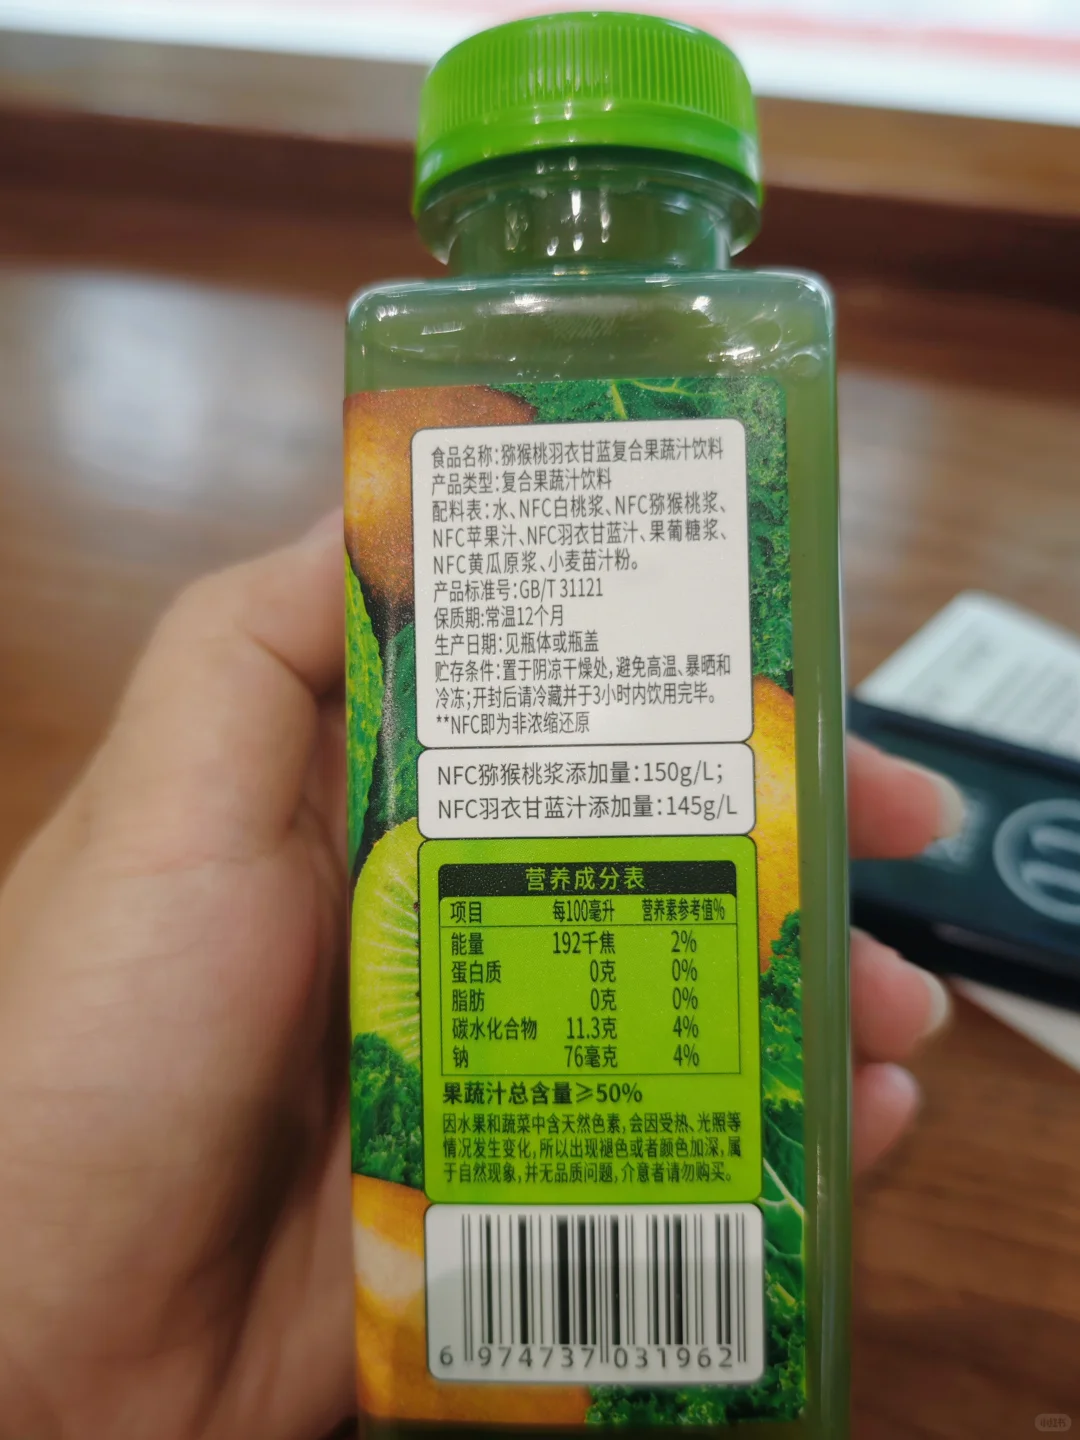 食品名称:猕猴桃羽衣甘蓝复合果蔬汁饮料
产品类型:复合果蔬汁饮料
配料表:水、NFC白桃浆、NFC猕猴桃浆、
NFC苹果汁、NFC羽衣甘蓝汁、果葡糖浆、
NFC黄瓜原浆、小麦苗汁粉。
产品标准号:GB/T 31121
保质期:常温12个月
生产日期:见瓶体或瓶盖
贮存条件:置于阴凉干燥处,避免高温、暴晒和
冷冻;开封后请冷藏并于3小时内饮用完毕。
**NFC即为非浓缩还原
NFC猕猴桃浆添加量:150g/L;
NFC羽衣甘蓝汁添加量:145g/L
营养成分表
项目 每100毫升 营养素参考值%
能量 192千焦 2%
蛋白质 0克 0%
脂肪 0克 0%
碳水化合物 11.3克 4%
钠 76毫克 4%
果蔬汁总含量≥50%
因水果和蔬菜中含天然色素,会因受热、光照等
情况发生变化,所以出现褪色或者颜色加深,属
于自然现象,并无品质问题,介意者请勿购买。
6 974737 031962
小红书